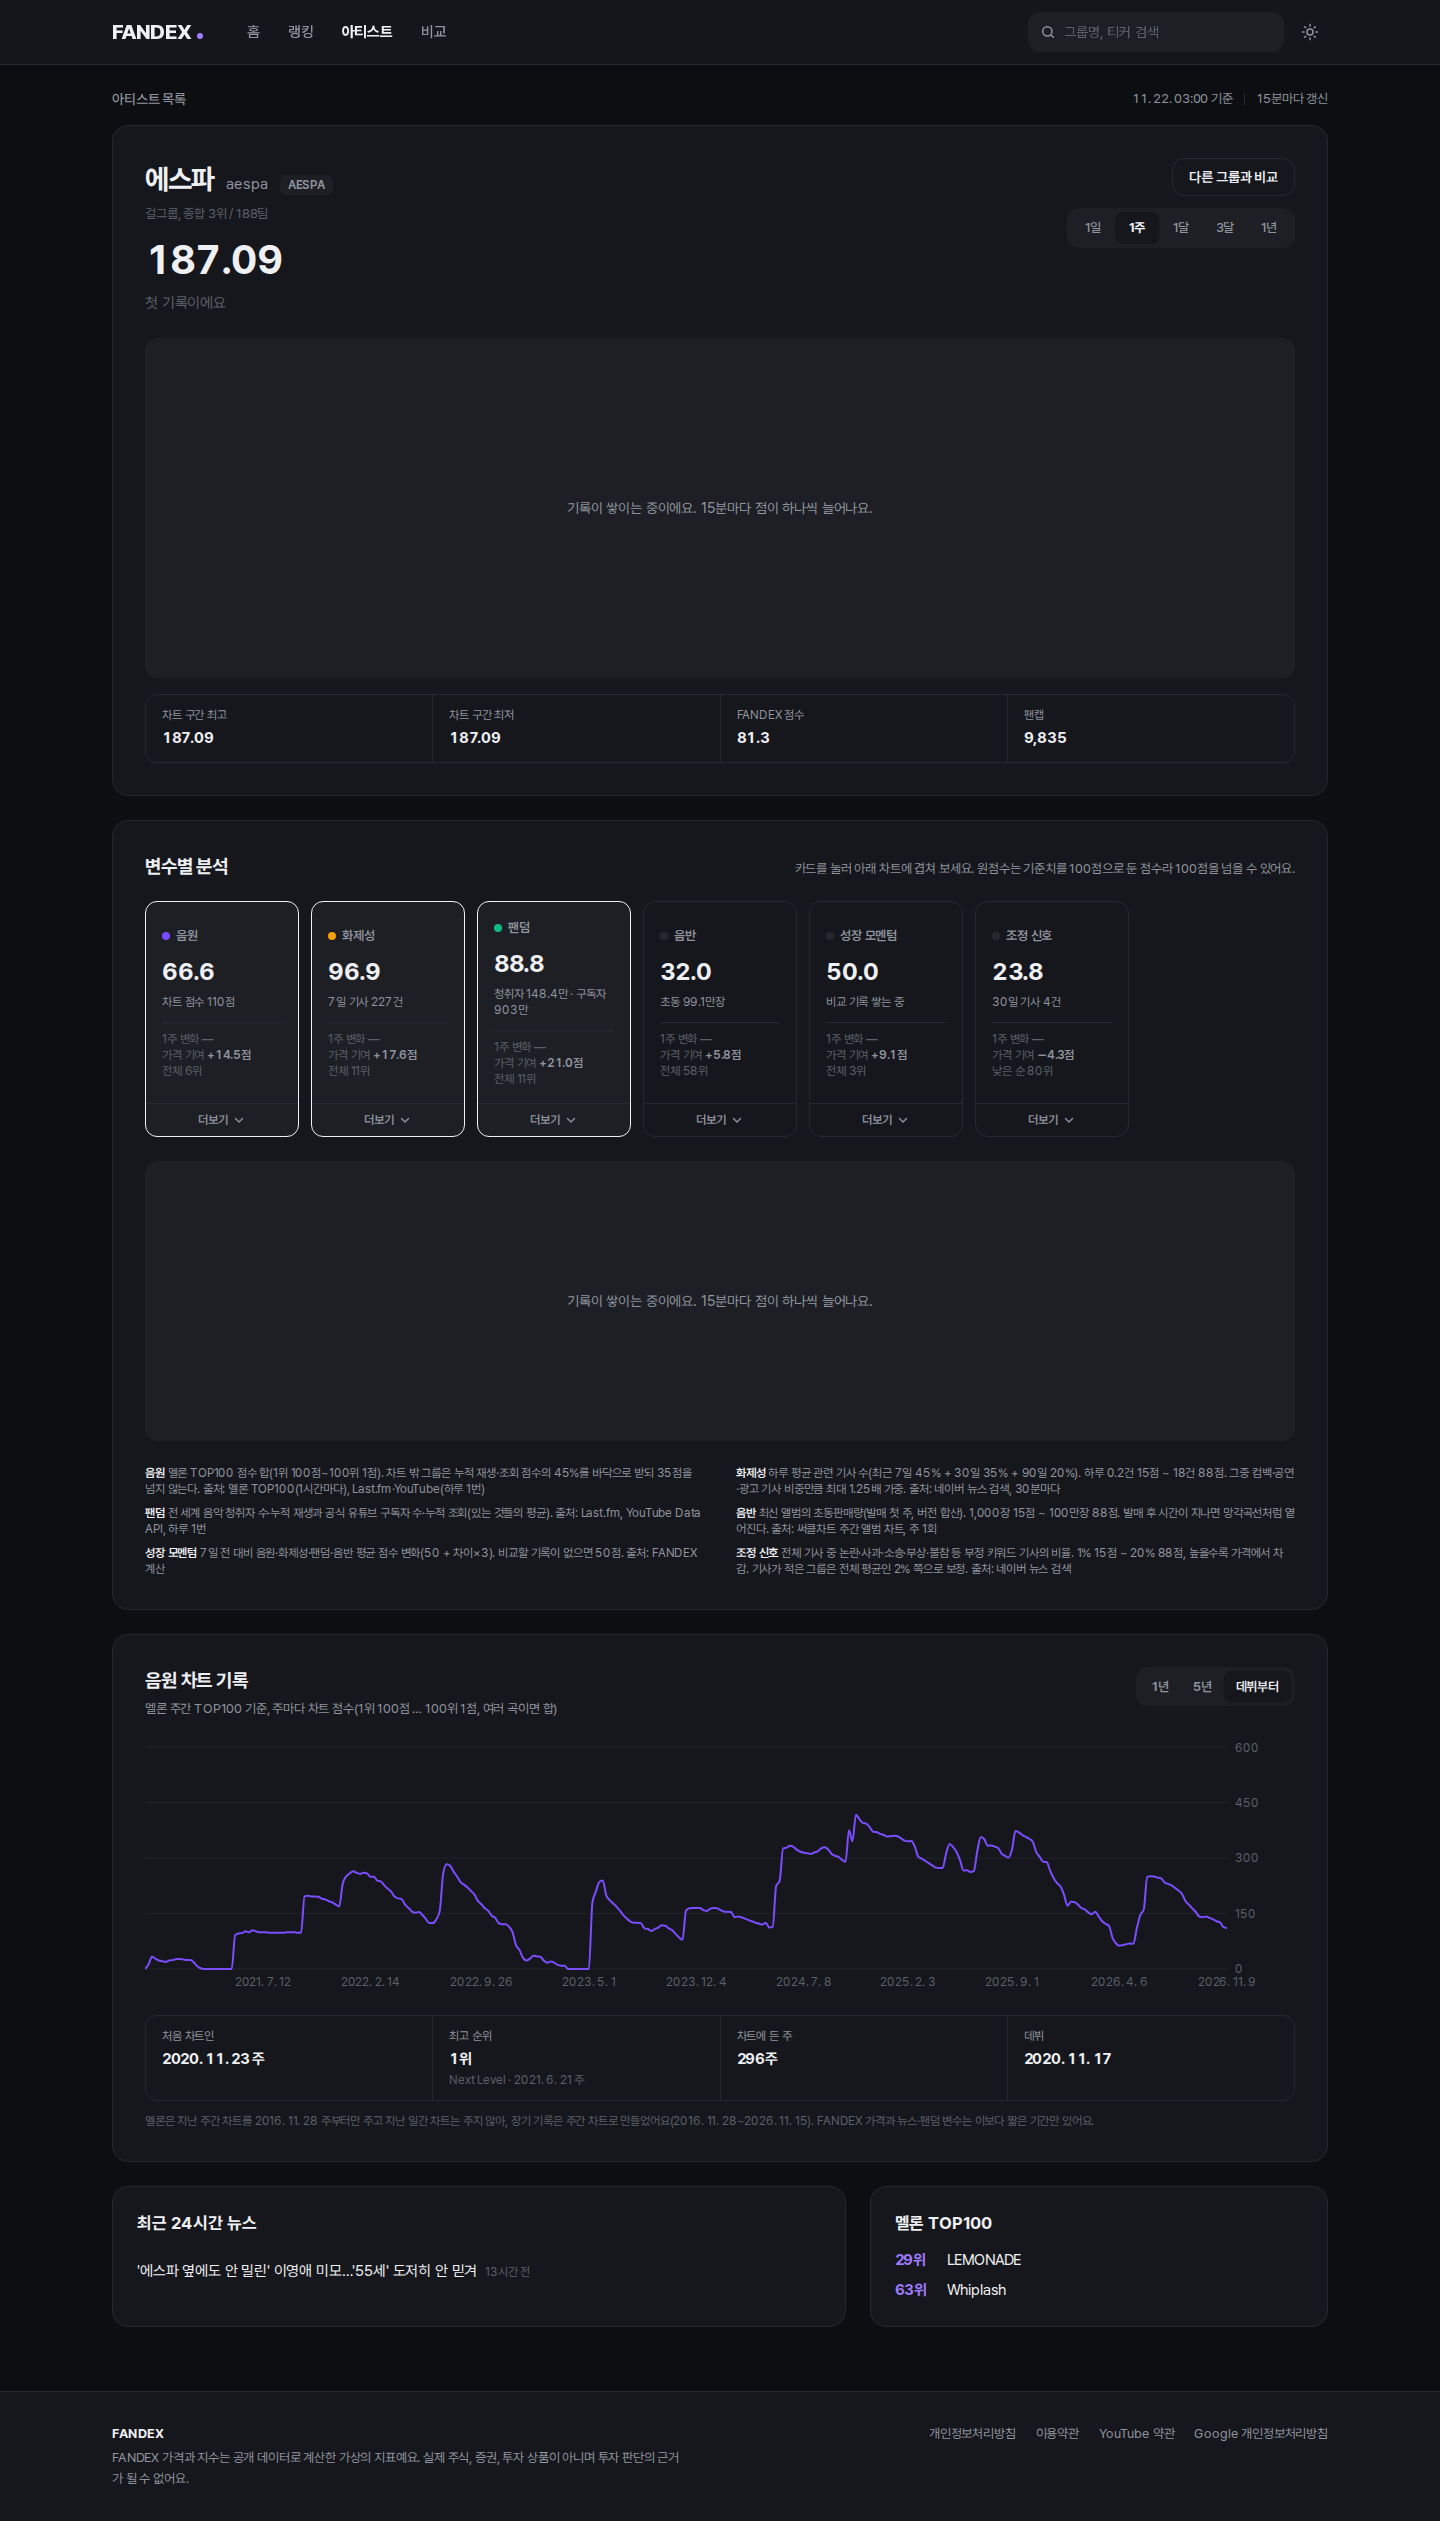 FANDEX
홈 랭킹 아티스트 비교
그룹명, 티커 검색
아티스트 목록
11. 22. 03:00 기준 15분마다 갱신
에스파 aespa AESPA
다른 그룹과 비교
걸그룹, 종합 3위 / 188팀
1일 1주 1달 3달 1년
187.09
첫 기록이에요
기록이 쌓이는 중이에요. 15분마다 점이 하나씩 늘어나요.
차트 구간 최고
187.09
차트 구간 최저
187.09
FANDEX 점수
81.3
팬캡
9,835
변수별 분석
카드를 눌러 아래 차트에 겹쳐 보세요. 원점수는 기준치를 100점으로 둔 점수라 100점을 넘을 수 있어요.
음원
66.6
차트 점수 110점
1주 변화 —
가격 기여 +14.5점
전체 6위
더보기
화제성
96.9
7일 기사 227건
1주 변화 —
가격 기여 +17.6점
전체 11위
더보기
팬덤
88.8
청취자 148.4만 · 구독자
903만
1주 변화 —
가격 기여 +21.0점
전체 11위
더보기
음반
32.0
초동 99.1만장
1주 변화 —
가격 기여 +5.8점
전체 58위
더보기
성장 모멘텀
50.0
비교 기록 쌓는 중
1주 변화 —
가격 기여 +9.1점
전체 3위
더보기
조정 신호
23.8
30일 기사 4건
1주 변화 —
가격 기여 −4.3점
낮은 순 80위
더보기
기록이 쌓이는 중이에요. 15분마다 점이 하나씩 늘어나요.
음원 멜론 TOP100 점수 합(1위 100점~100위 1점). 차트 밖 그룹은 누적 재생·조회 점수의 45%를 바닥으로 받되 35점을
넘지 않는다. 출처: 멜론 TOP100(1시간마다), Last.fm·YouTube(하루 1번)
화제성 하루 평균 관련 기사 수(최근 7일 45% + 30일 35% + 90일 20%). 하루 0.2건 15점 ~ 18건 88점. 그중 컴백·공연
·광고 기사 비중만큼 최대 1.25배 가중. 출처: 네이버 뉴스 검색, 30분마다
팬덤 전 세계 음악 청취자 수·누적 재생과 공식 유튜브 구독자 수·누적 조회(있는 것들의 평균). 출처: Last.fm, YouTube Data
API, 하루 1번
음반 최신 앨범의 초동판매량(발매 첫 주, 버전 합산). 1,000장 15점 ~ 100만장 88점. 발매 후 시간이 지나면 망각곡선처럼 옅
어진다. 출처: 써클차트 주간 앨범 차트, 주 1회
성장 모멘텀 7일 전 대비 음원·화제성·팬덤·음반 평균 점수 변화(50 + 차이×3). 비교할 기록이 없으면 50점. 출처: FANDEX
계산
조정 신호 전체 기사 중 논란·사과·소송·부상·불참 등 부정 키워드 기사의 비율. 1% 15점 ~ 20% 88점, 높을수록 가격에서 차
감. 기사가 적은 그룹은 전체 평균인 2% 쪽으로 보정. 출처: 네이버 뉴스 검색
음원 차트 기록
1년 5년 데뷔부터
멜론 주간 TOP100 기준, 주마다 차트 점수(1위 100점 … 100위 1점, 여러 곡이면 합)
600
450
300
150
0
2021. 7. 12 2022. 2. 14 2022. 9. 26 2023. 5. 1 2023. 12. 4 2024. 7. 8 2025. 2. 3 2025. 9. 1 2026. 4. 6 2026. 11. 9
처음 차트인
2020. 11. 23 주
최고 순위
1위
Next Level · 2021. 6. 21 주
차트에 든 주
296주
데뷔
2020. 11. 17
멜론은 지난 주간 차트를 2016. 11. 28 주부터만 주고 지난 일간 차트는 주지 않아, 장기 기록은 주간 차트로 만들었어요(2016. 11. 28~2026. 11. 15). FANDEX 가격과 뉴스·팬덤 변수는 이보다 짧은 기간만 있어요.
최근 24시간 뉴스
'에스파 옆에도 안 밀린' 이영애 미모…'55세' 도저히 안 믿겨 13시간 전
멜론 TOP100
29위 LEMONADE
63위 Whiplash
FANDEX
개인정보처리방침 이용약관 YouTube 약관 Google 개인정보처리방침
FANDEX 가격과 지수는 공개 데이터로 계산한 가상의 지표예요. 실제 주식, 증권, 투자 상품이 아니며 투자 판단의 근거
가 될 수 없어요.